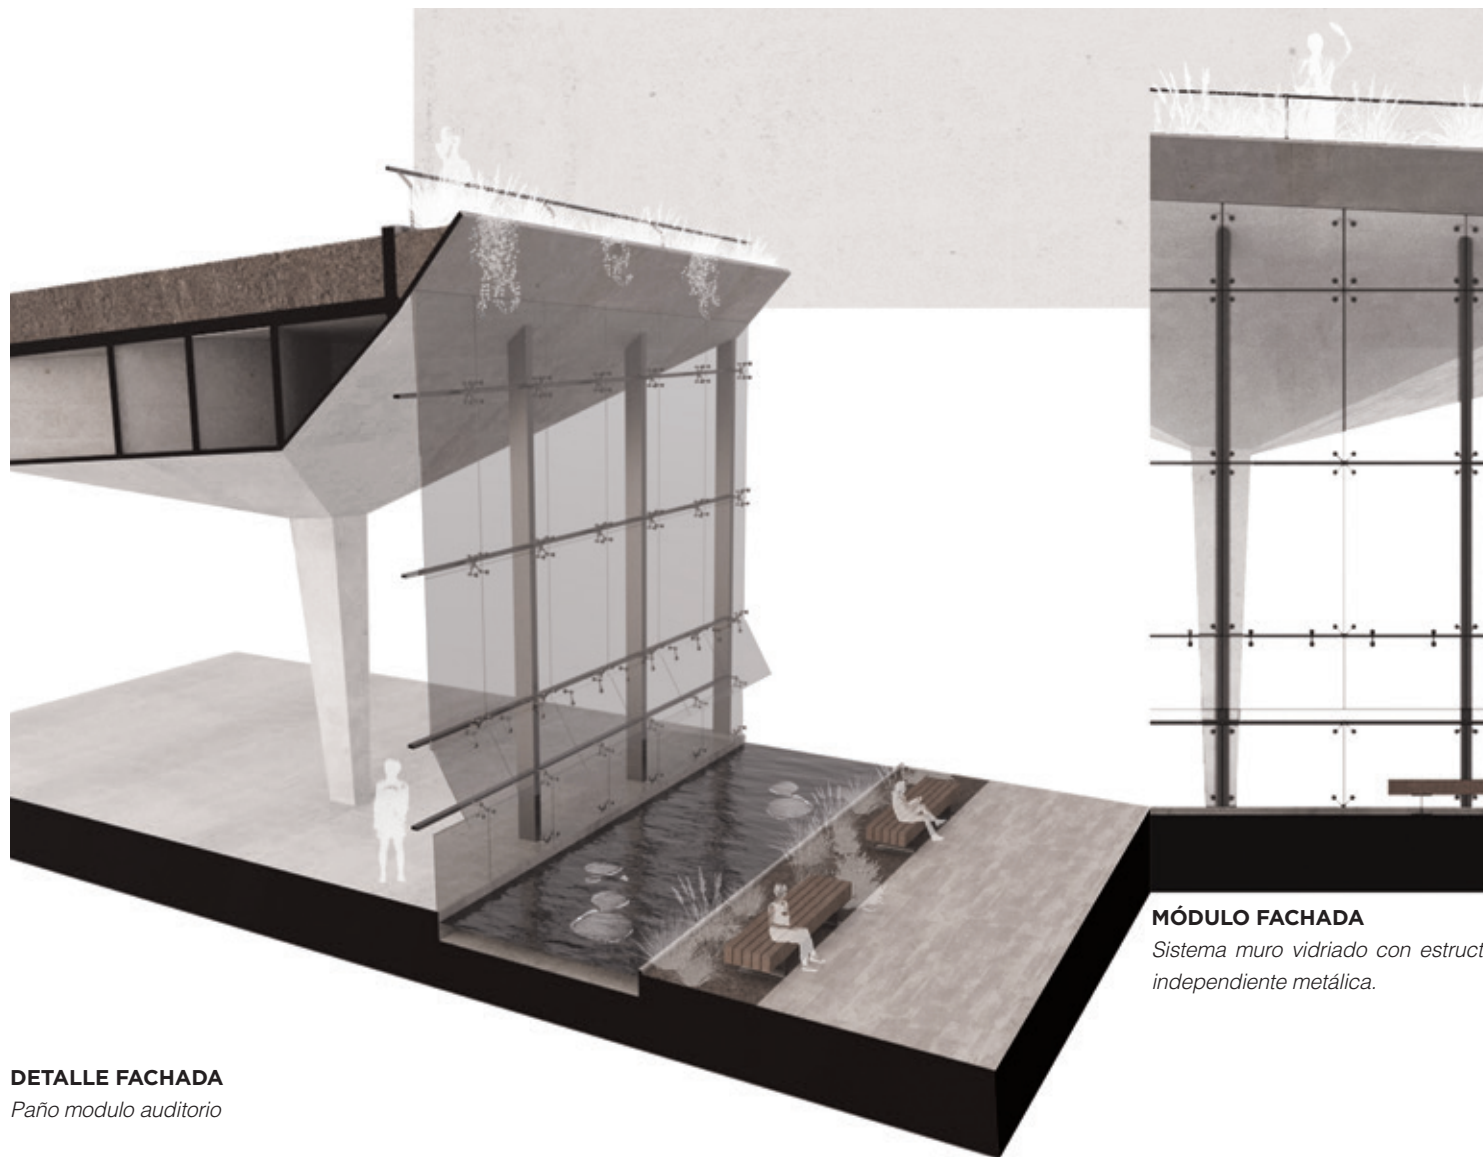 MÓDULO FACHADA
Sistema muro vidriado con estruct
independiente metálica.
DETALLE FACHADA
Paño modulo auditorio